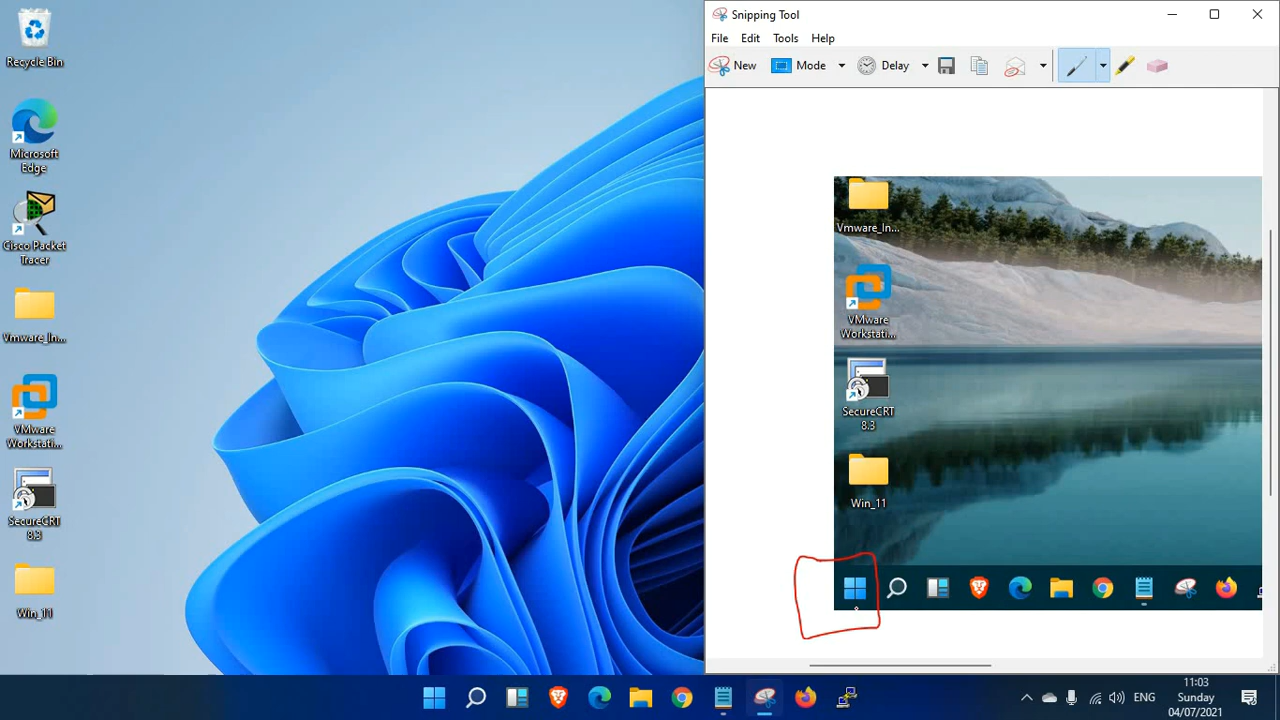 Recycle Bin
Microsoft
Edge
Cisco Packet
Tracer
Vmware_In...
VMware
Workstati...
SecureCRT
8.3
Win_11
Snipping Tool
File Edit Tools Help
New Mode Delay
Vmware_In...
VMware
Workstati...
SecureCRT
8.3
Win_11
ENG
11:03
Sunday
04/07/2021